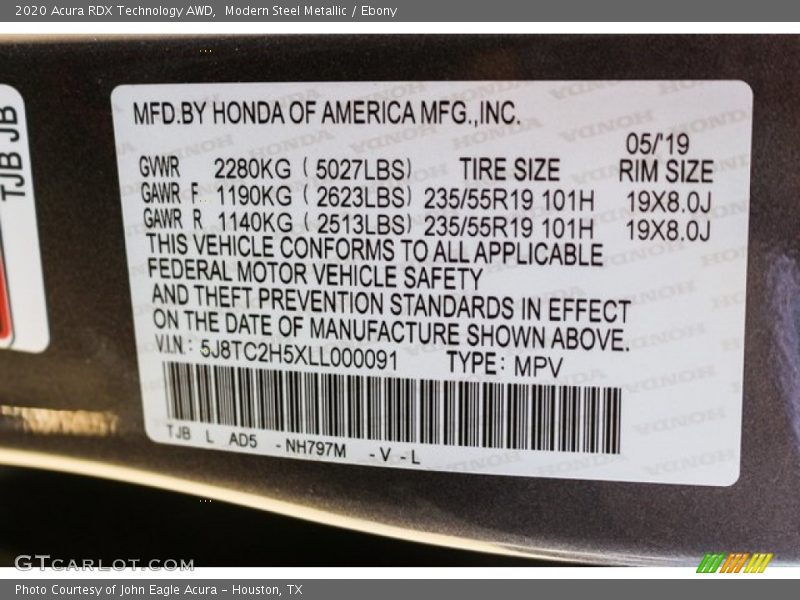 2020 Acura RDX Technology AWD,  Modern Steel Metallic / Ebony
TJB JB
MFD.BY HONDA OF AMERICA MFG.,INC.
05/'19
GVWR 2280KG ( 5027LBS) TIRE SIZE RIM SIZE
GAWR F 1190KG ( 2623LBS) 235/55R19 101H 19X8.0J
GAWR R 1140KG ( 2513LBS) 235/55R19 101H 19X8.0J
THIS VEHICLE CONFORMS TO ALL APPLICABLE
FEDERAL MOTOR VEHICLE SAFETY
AND THEFT PREVENTION STANDARDS IN EFFECT
ON THE DATE OF MANUFACTURE SHOWN ABOVE.
V.I.N.: 5J8TC2H5XLL000091 TYPE: MPV
TJB L AD5 - NH797M - V - L
GTCARLOT.COM
Photo Courtesy of John Eagle Acura - Houston, TX